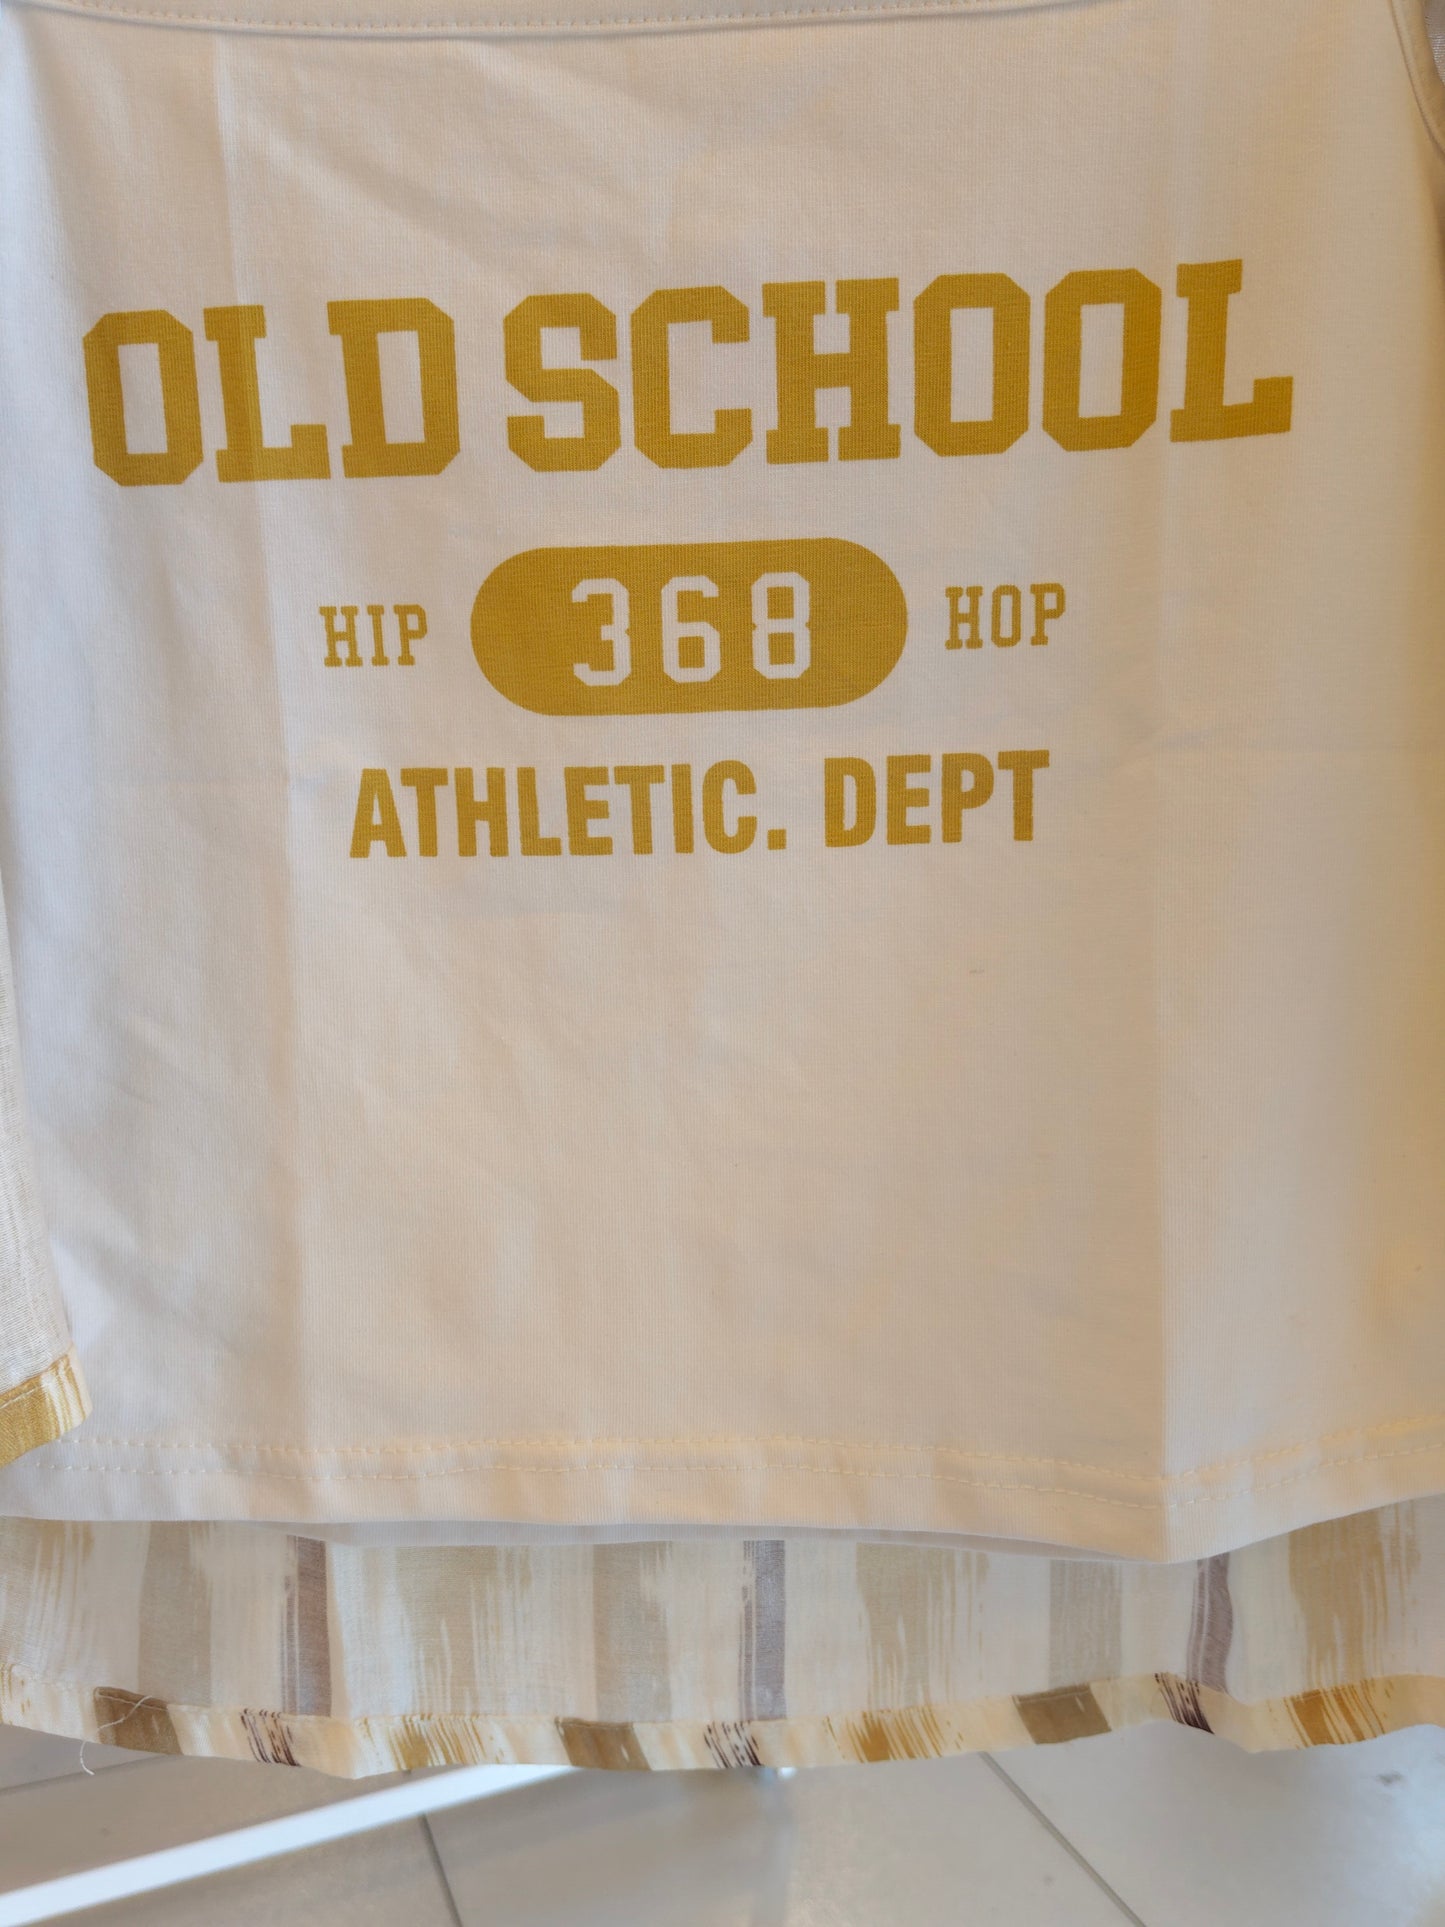 OLD SCHOOL
HIP 368 HOP
ATHLETIC. DEPT